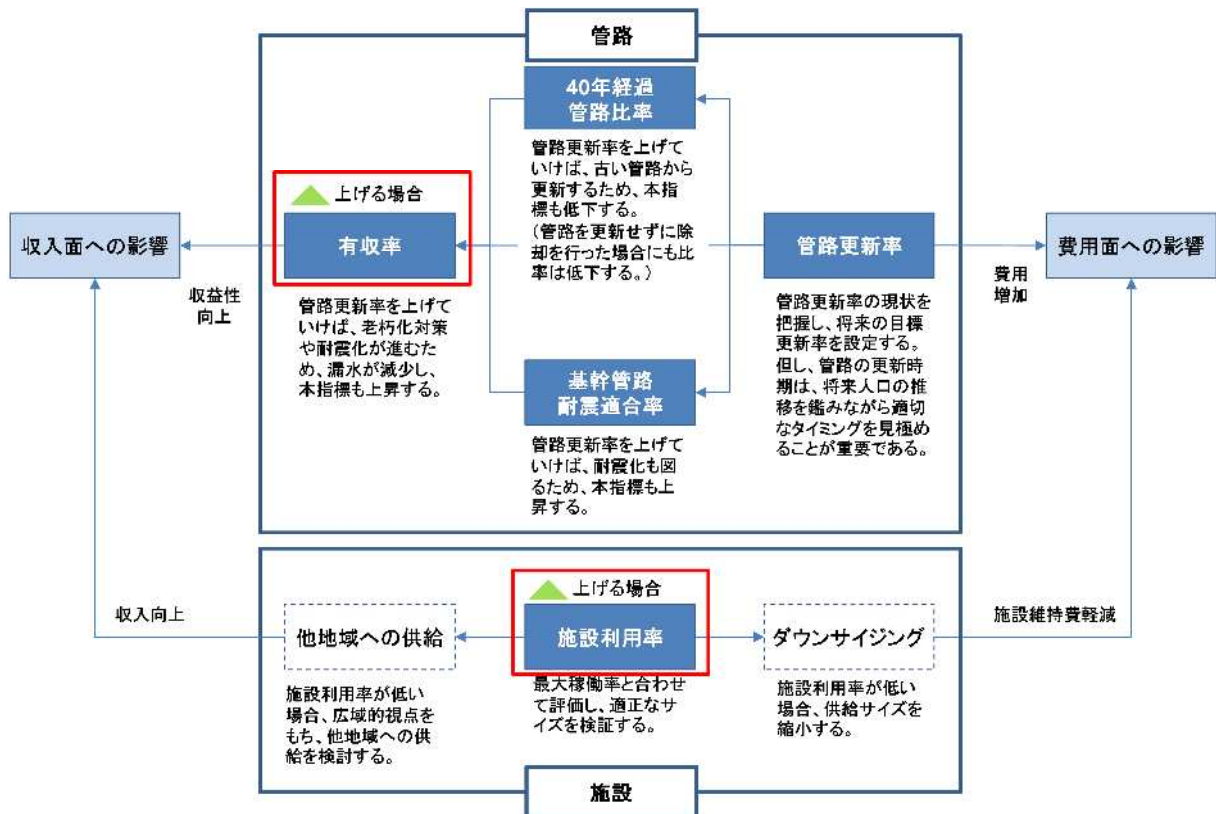 管路
40年経過
管路比率
管路更新率を上げて
いけば、古い管路から
更新するため、本指
標も低下する。
(管路を更新せずに除
却を行った場合にも比
率は低下する。)
上げる場合
有収率
管路更新率を上げて
いけば、老朽化対策
や耐震化が進むた
め、漏水が減少し、
本指標も上昇する。
収入面への影響
収益性
向上
管路更新率
管路更新率の現状を
把握し、将来の目標
更新率を設定する。
但し、管路の更新時
期は、将来人口の推
移を鑑みながら適切
なタイミングを見極め
ることが重要である。
費用面への影響
費用
増加
基幹管路
耐震適合率
管路更新率を上げて
いけば、耐震化も図
るため、本指標も上
昇する。
収入向上
他地域への供給
施設利用率が低い
場合、広域的視点を
もち、他地域への供
給を検討する。
上げる場合
施設利用率
最大稼働率と合わせ
て評価し、適正なサイ
ズを検証する。
ダウンサイジング
施設利用率が低い
場合、供給サイズを
縮小する。
施設維持費軽減
施設